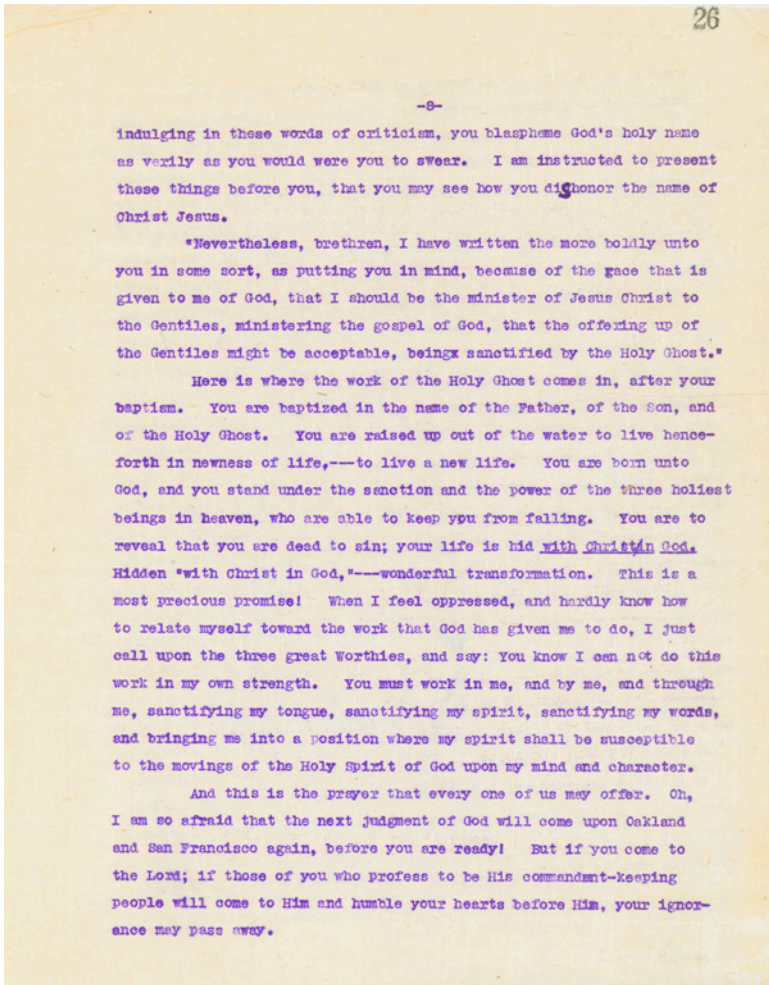 26
-8-
indulging in these words of criticism, you blaspheme God's holy name
as verily as you would were you to swear. I am instructed to present
these things before you, that you may see how you dishonor the name of
Christ Jesus.
"Nevertheless, brethren, I have written the more boldly unto
you in some sort, as putting you in mind, because of the gace that is
given to me of God, that I should be the minister of Jesus Christ to
the Gentiles, ministering the gospel of God, that the offering up of
the Gentiles might be acceptable, beingx sanctified by the Holy Ghost."
Here is where the work of the Holy Ghost comes in, after your
baptism. You are baptized in the name of the Father, of the Son, and
of the Holy Ghost. You are raised up out of the water to live hence-
forth in newness of life,---to live a new life. You are born unto
God, and you stand under the sanction and the power of the three holiest
beings in heaven, who are able to keep you from falling. You are to
reveal that you are dead to sin; your life is hid with Christ/in God.
Hidden "with Christ in God,"---wonderful transformation. This is a
most precious promise! When I feel oppressed, and hardly know how
to relate myself toward the work that God has given me to do, I just
call upon the three great Worthies, and say: You know I can not do this
work in my own strength. You must work in me, and by me, and through
me, sanctifying my tongue, sanctifying my spirit, sanctifying my words,
and bringing me into a position where my spirit shall be susceptible
to the movings of the Holy Spirit of God upon my mind and character.
And this is the prayer that every one of us may offer. Oh,
I am so afraid that the next judgment of God will come upon Oakland
and San Francisco again, before you are ready! But if you come to
the Lord; if those of you who profess to be His commandmnt-keeping
people will come to Him and humble your hearts before Him, your ignor-
ance may pass away.